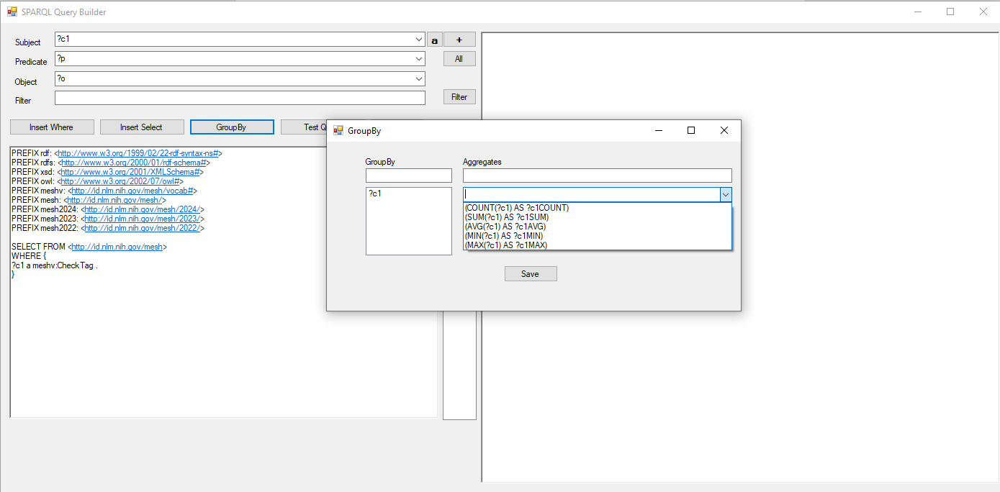 SPARQL Query Builder
Subject
?c1
a
+
Predicate
?p
All
Object
?o
Filter
Filter
Insert Where
Insert Select
GroupBy
Test Q
PREFIX rdf: <http://www.w3.org/1999/02/22-rdf-syntax-ns#>
PREFIX rdfs: <http://www.w3.org/2000/01/rdf-schema#>
PREFIX xsd: <http://www.w3.org/2001/XMLSchema#>
PREFIX owl: <http://www.w3.org/2002/07/owl#>
PREFIX meshv: <http://id.nlm.nih.gov/mesh/vocab#>
PREFIX mesh: <http://id.nlm.nih.gov/mesh/>
PREFIX mesh2024: <http://id.nlm.nih.gov/mesh/2024/>
PREFIX mesh2023: <http://id.nlm.nih.gov/mesh/2023/>
PREFIX mesh2022: <http://id.nlm.nih.gov/mesh/2022/>
SELECT FROM <http://id.nlm.nih.gov/mesh>
WHERE {
?c1 a meshv:CheckTag .
}
GroupBy
GroupBy
Aggregates
?c1
(COUNT(?c1) AS ?c1COUNT)
(SUM(?c1) AS ?c1SUM)
(AVG(?c1) AS ?c1AVG)
(MIN(?c1) AS ?c1MIN)
(MAX(?c1) AS ?c1MAX)
Save